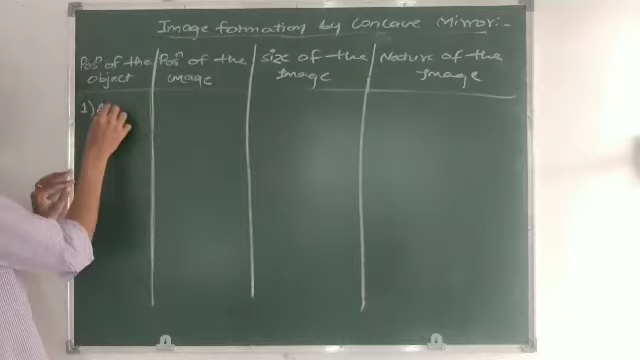 Image formation by Concave Mirror:-
Posⁿ of the object
Posⁿ of the image
Size of the Image
Nature of the Image
1) A